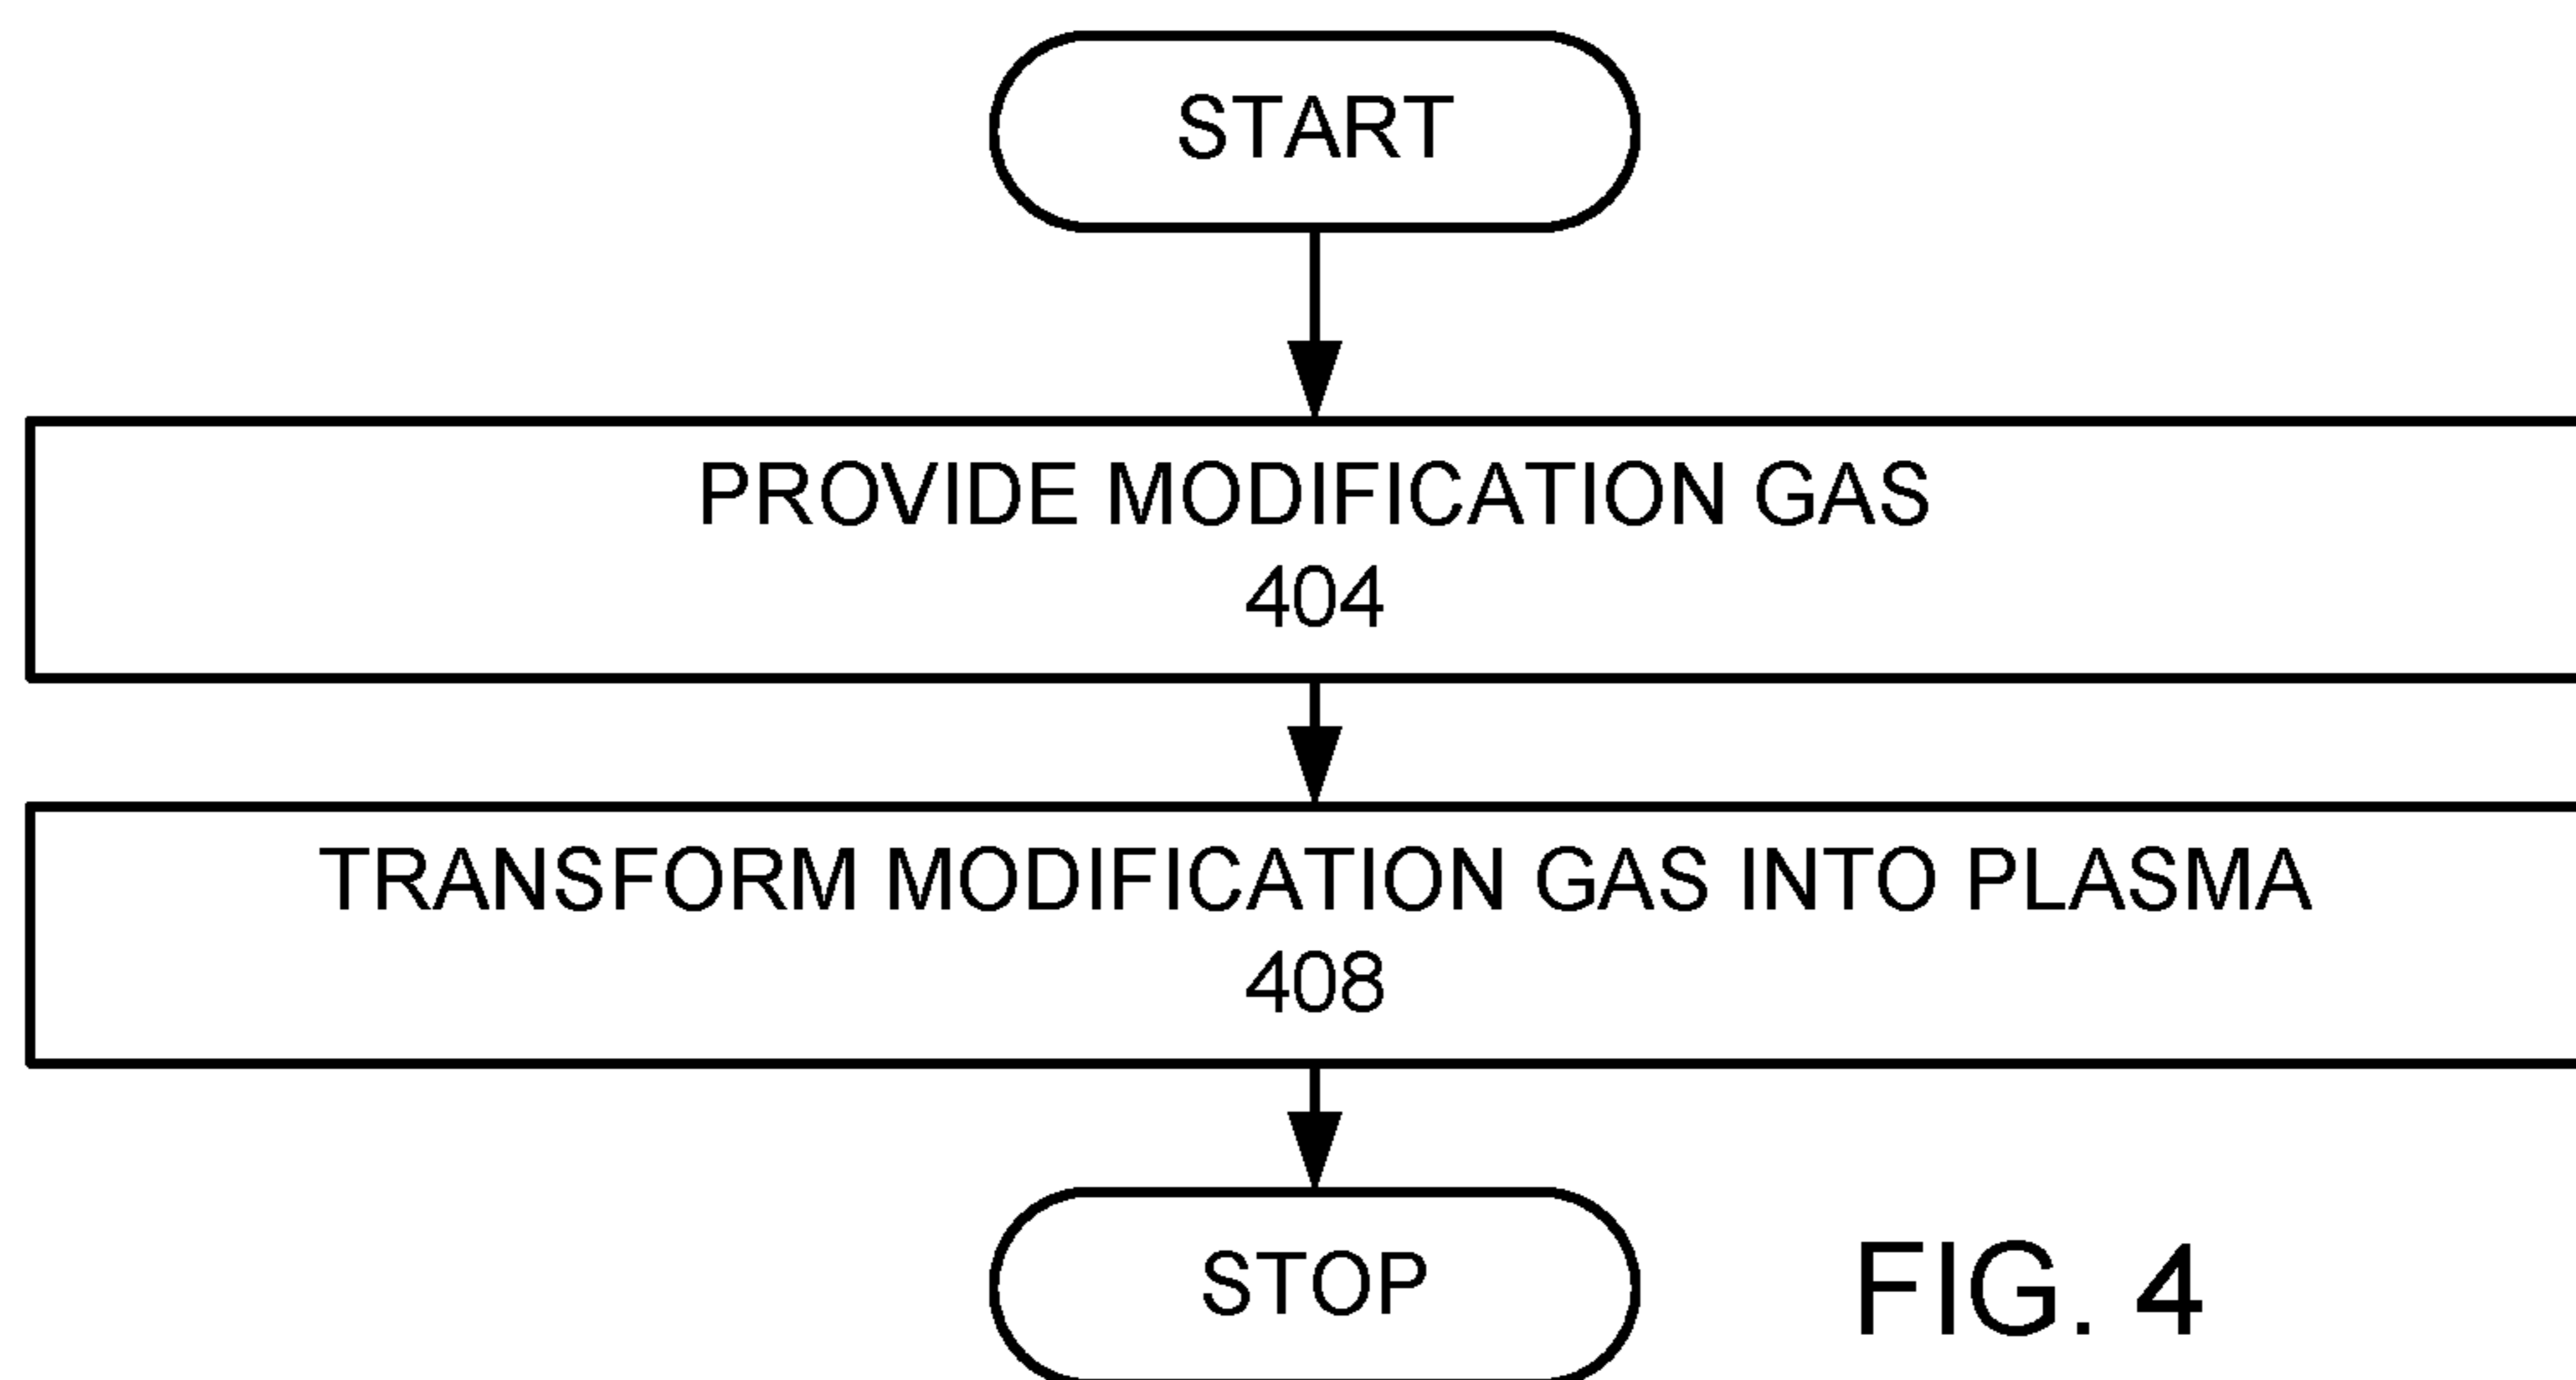 START
PROVIDE MODIFICATION GAS
404
TRANSFORM MODIFICATION GAS INTO PLASMA
408
STOP
FIG. 4